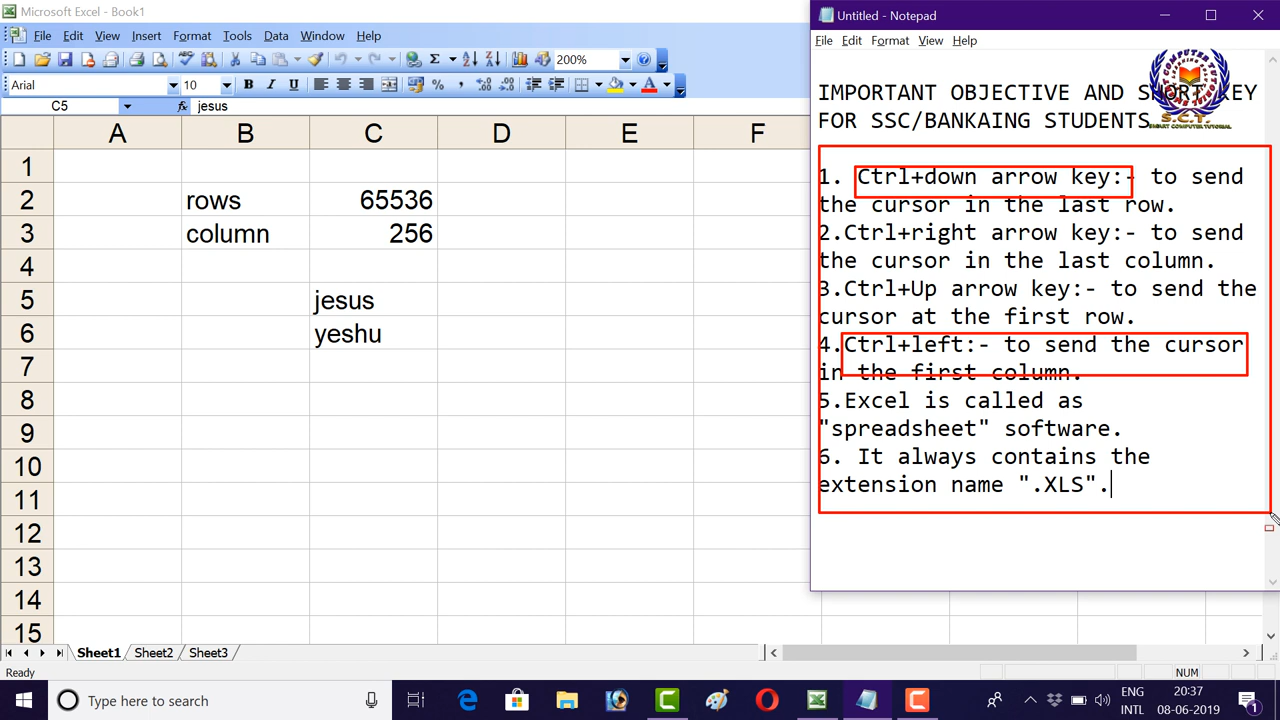 Microsoft Excel - Book1
File Edit View Insert Format Tools Data Window Help
200%
Arial 10
C5 fx jesus
A B C D E F
1
2 rows 65536
3 column 256
4
5 jesus
6 yeshu
7
8
9
10
11
12
13
14
15
Sheet1 Sheet2 Sheet3
Ready
NUM
Untitled - Notepad
File Edit Format View Help
COMPUTER TUTORIAL
S.C.T.
SMART COMPUTER TUTORIAL
IMPORTANT OBJECTIVE AND SHORT KEY
FOR SSC/BANKAING STUDENTS
1. Ctrl+down arrow key:- to send
the cursor in the last row.
2.Ctrl+right arrow key:- to send
the cursor in the last column.
3.Ctrl+Up arrow key:- to send the
cursor at the first row.
4.Ctrl+left:- to send the cursor
in the first column.
5.Excel is called as
"spreadsheet" software.
6. It always contains the
extension name ".XLS".
Type here to search
ENG
INTL
20:37
08-06-2019
1